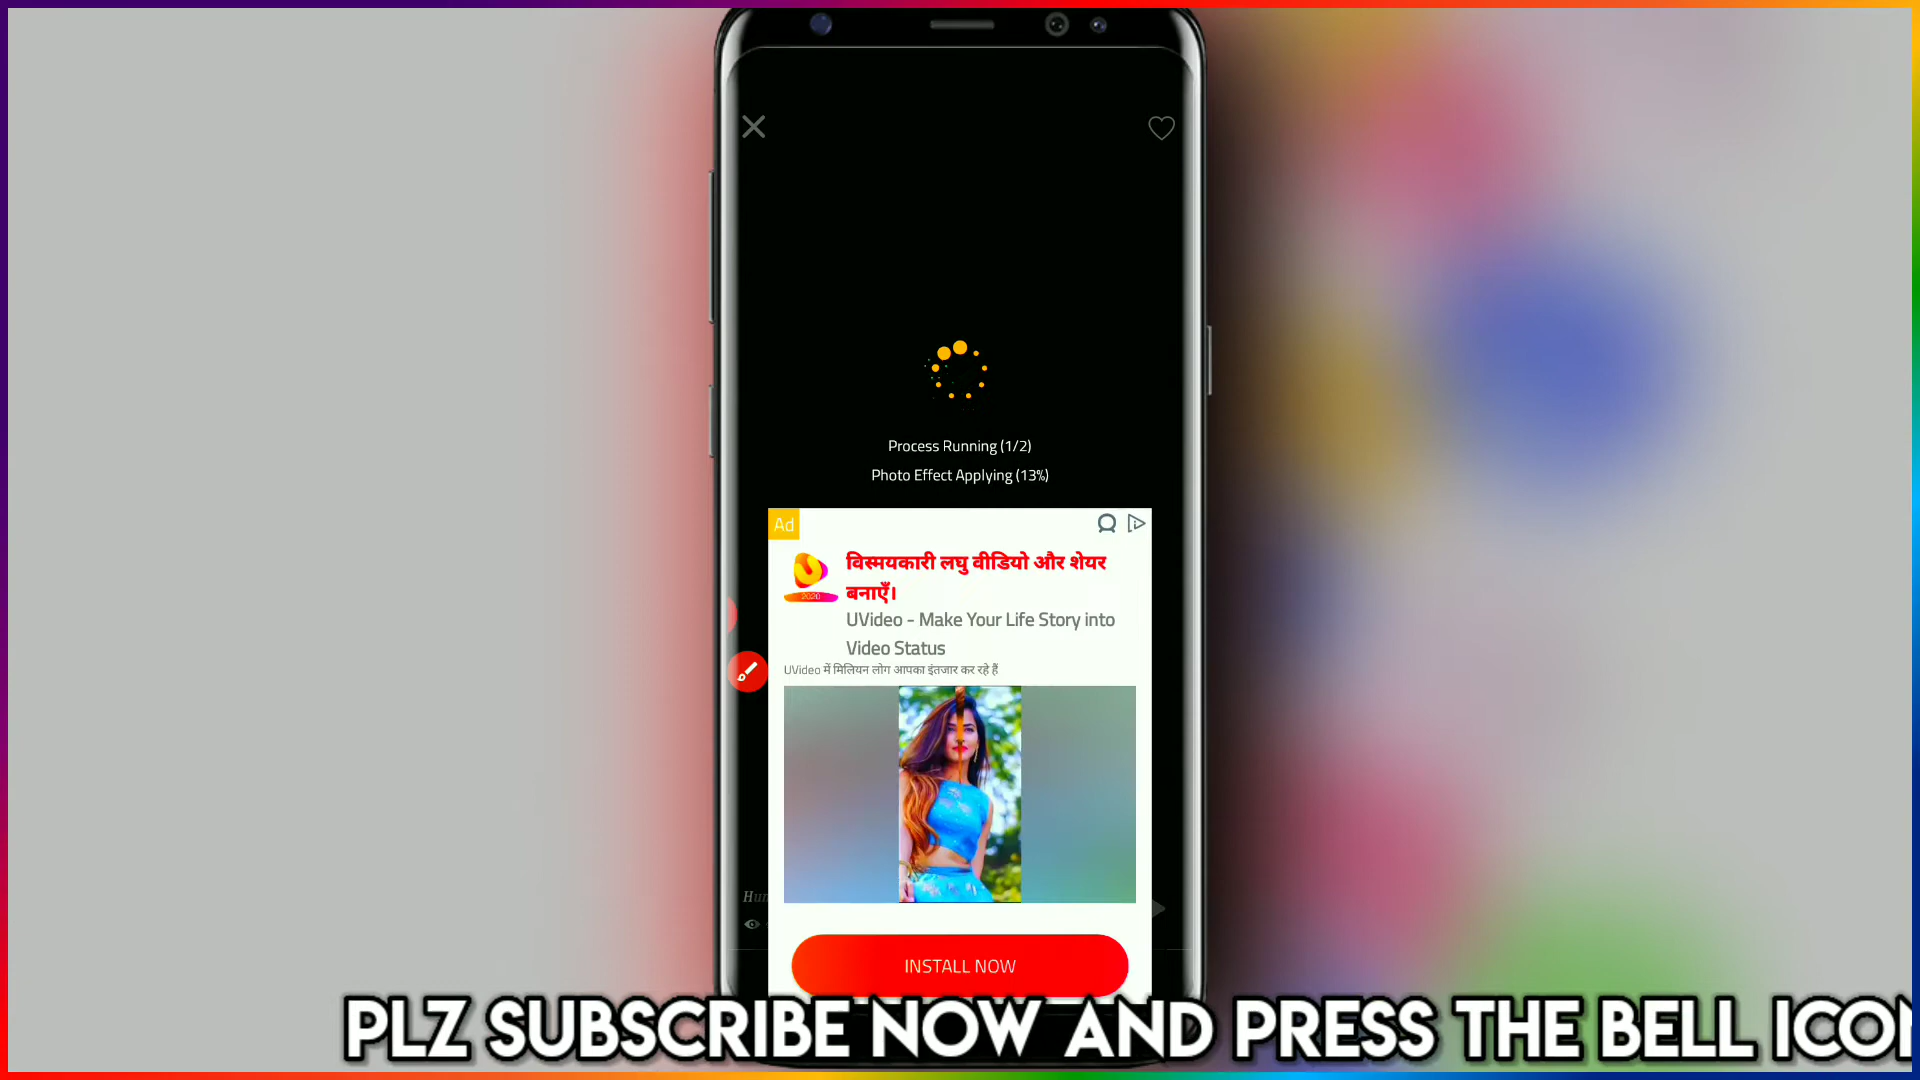 Process Running (1/2)
Photo Effect Applying (13%)
Ad
विस्मयकारी लघु वीडियो और शेयर
बनाएँ।
2020
UVideo - Make Your Life Story into
Video Status
UVideo में मिलियन लोग आपका इंतजार कर रहे हैं
INSTALL NOW
PLZ SUBSCRIBE NOW AND PRESS THE BELL ICON